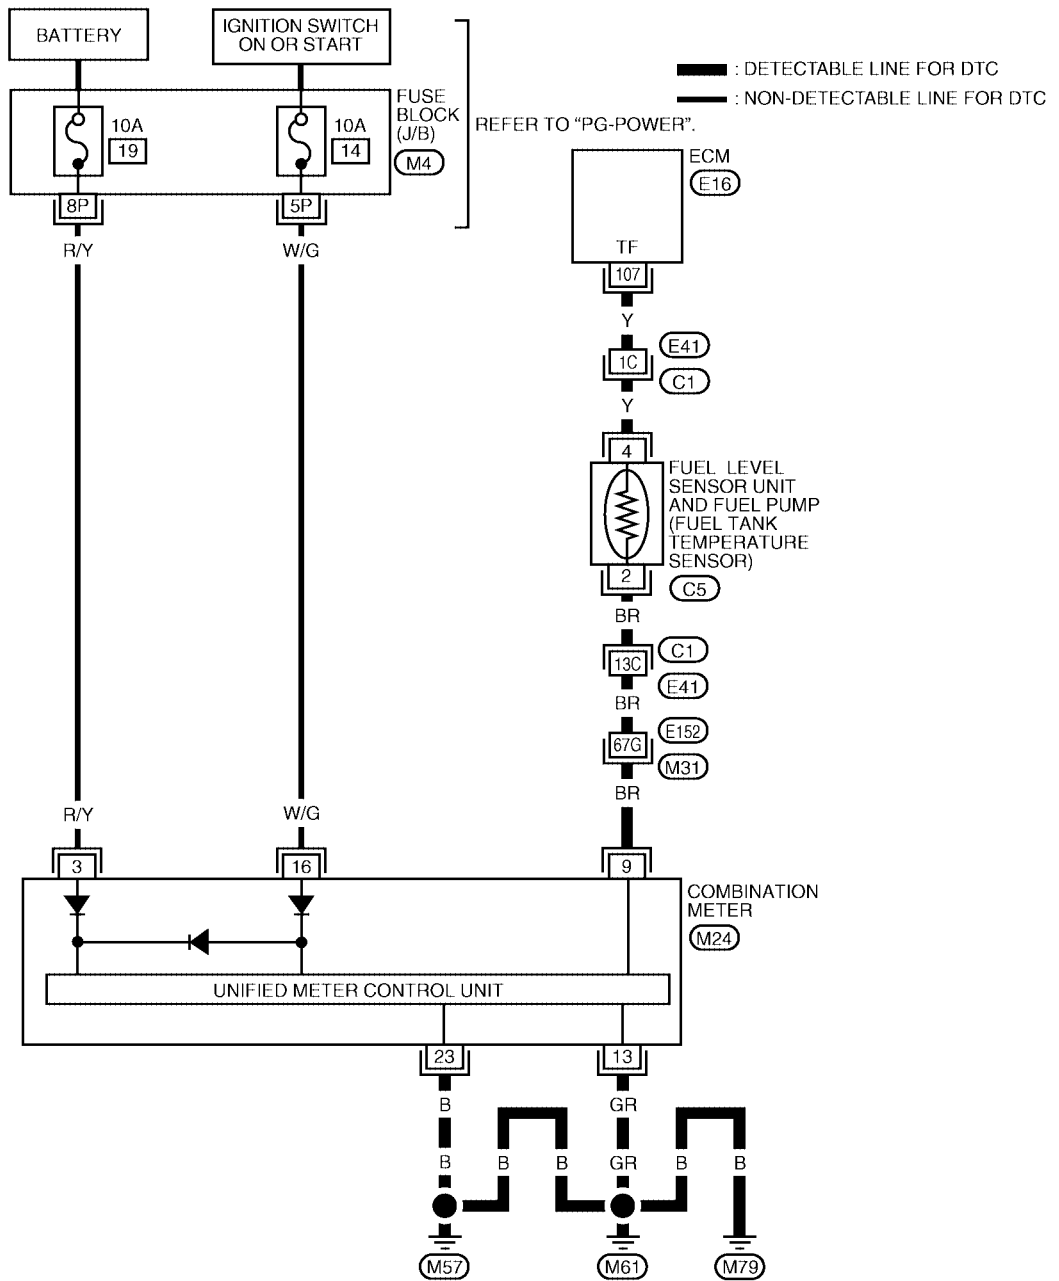 BATTERY
IGNITION SWITCH
ON OR START
: DETECTABLE LINE FOR DTC
: NON-DETECTABLE LINE FOR DTC
FUSE
BLOCK
(J/B)
M4
REFER TO "PG-POWER".
10A
19
10A
14
8P
5P
R/Y
W/G
ECM
E16
TF
107
Y
1C
E41
C1
Y
4
FUEL LEVEL
SENSOR UNIT
AND FUEL PUMP
(FUEL TANK
TEMPERATURE
SENSOR)
2
C5
BR
13C
C1
E41
BR
67G
E152
M31
BR
R/Y
W/G
3
16
9
COMBINATION
METER
M24
UNIFIED METER CONTROL UNIT
23
13
B
GR
B
B
B
GR
B
B
M57
M61
M79